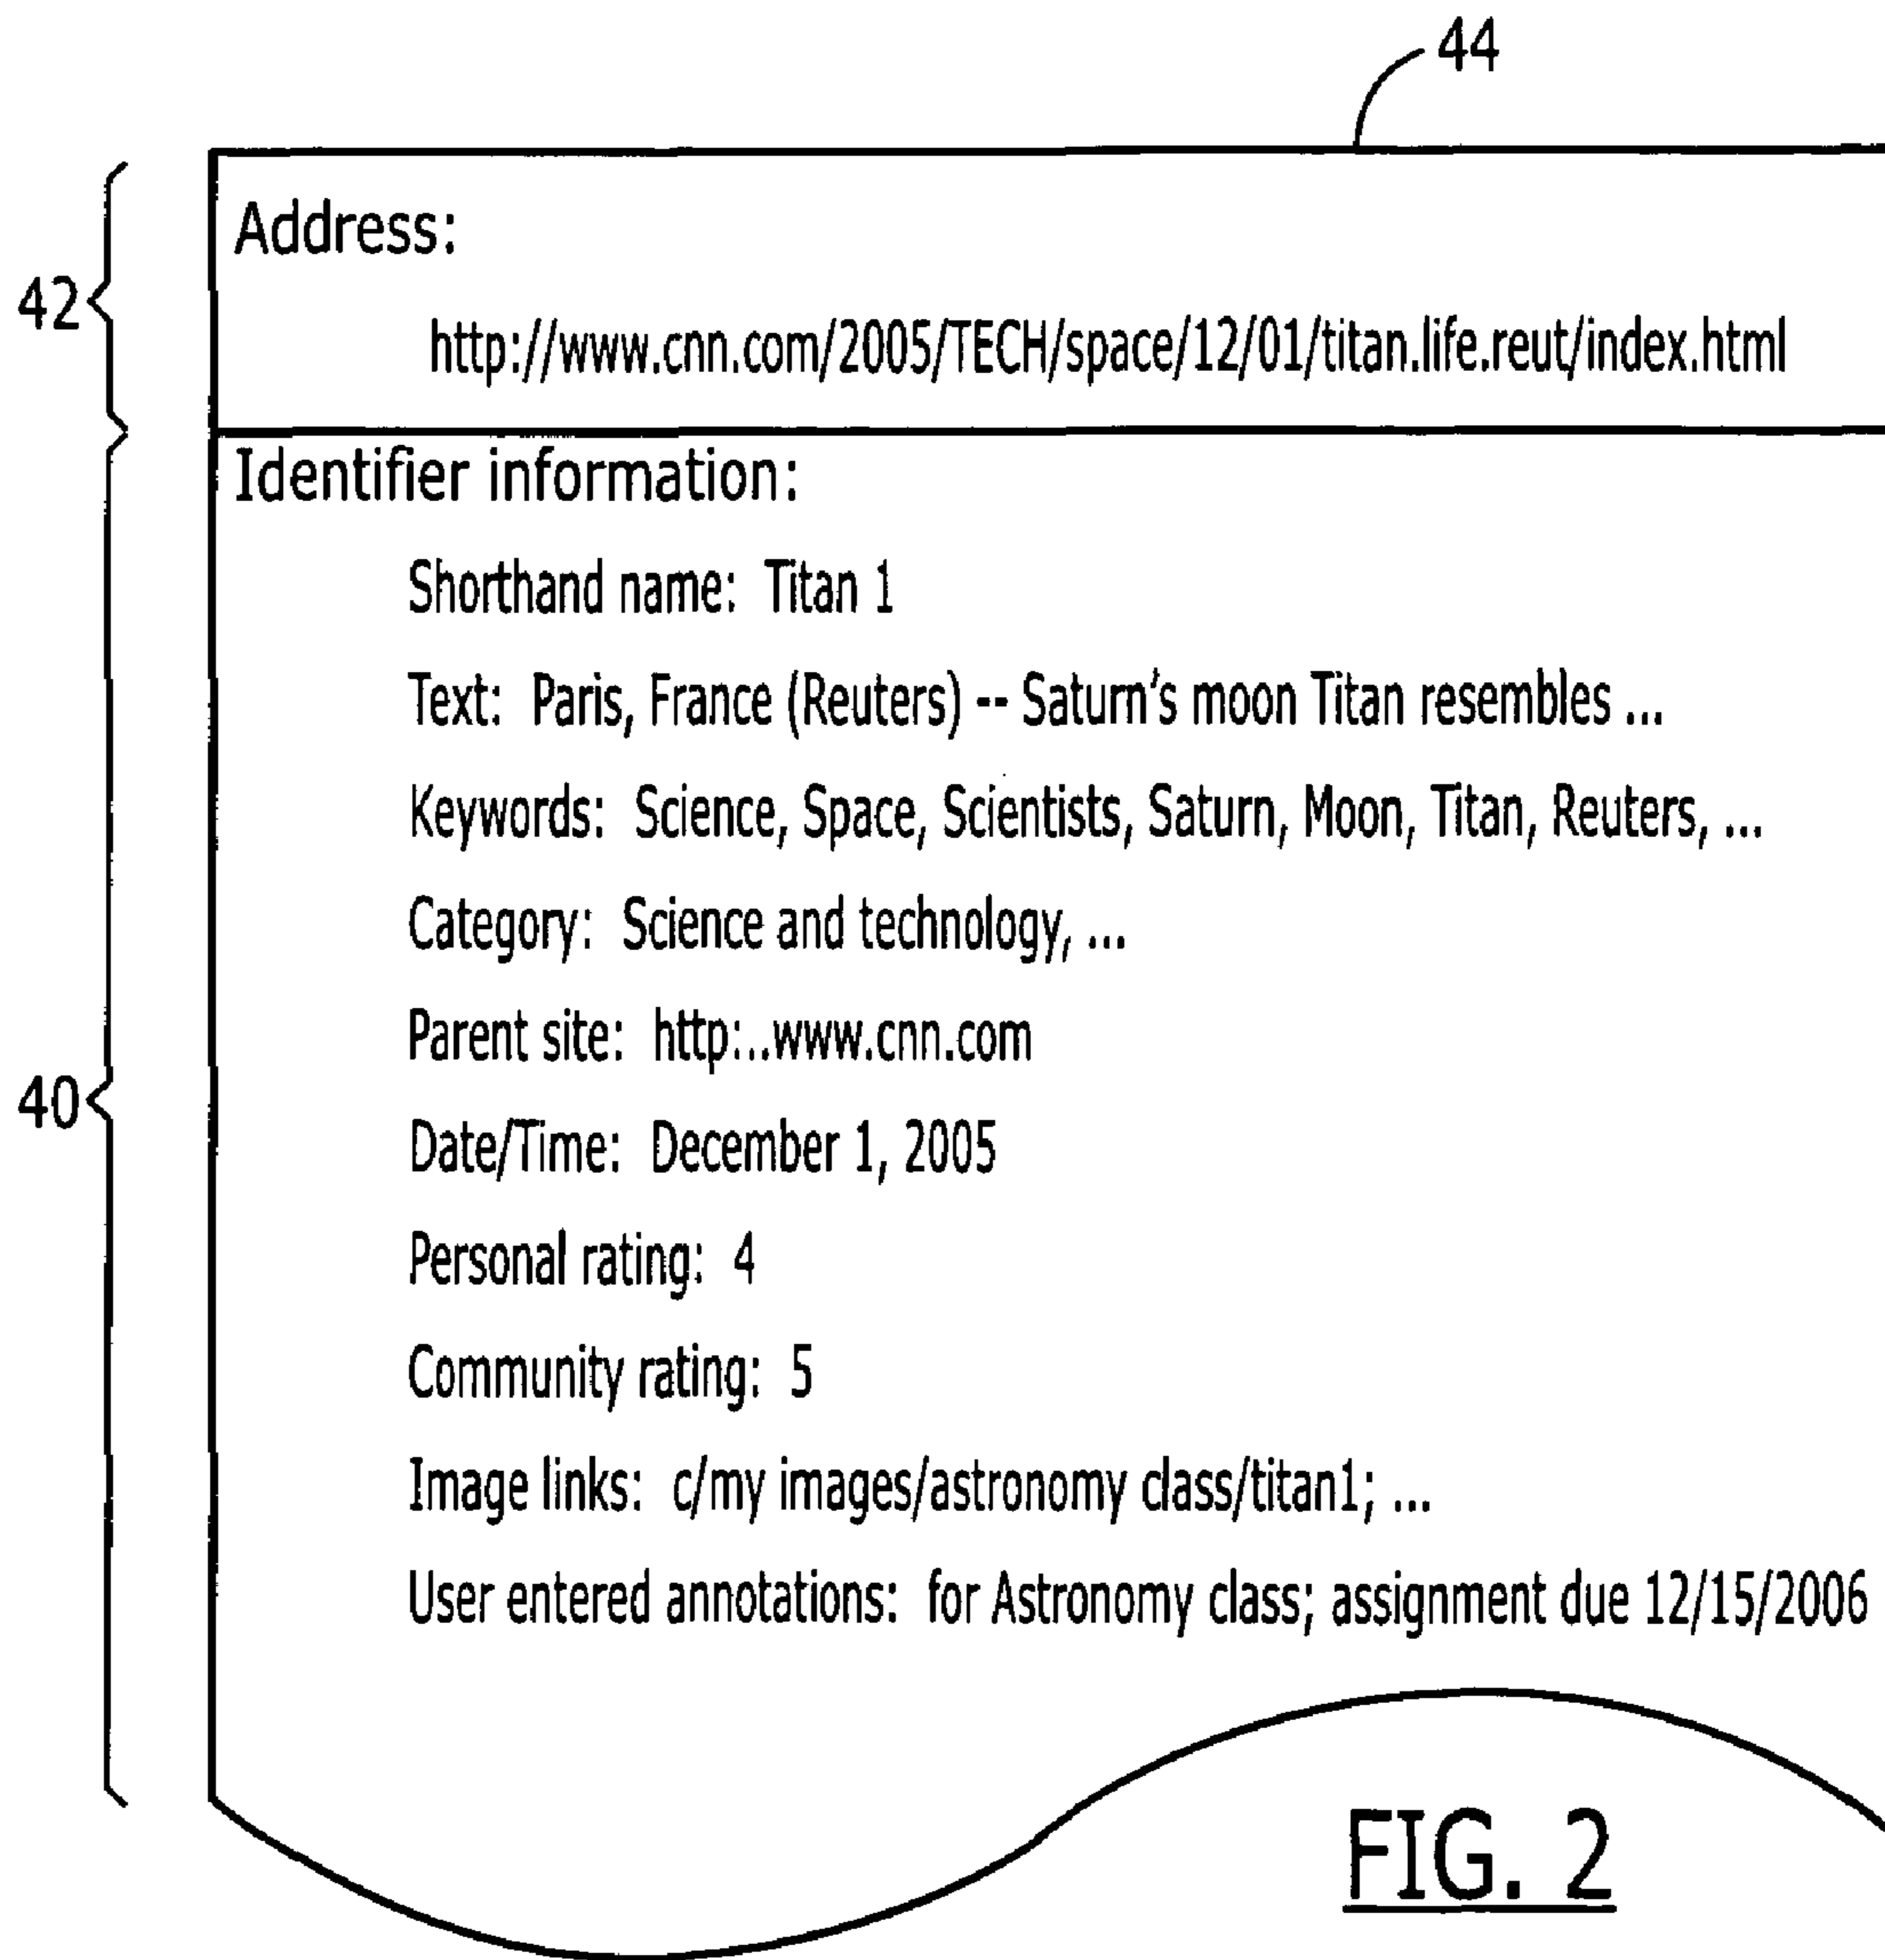 44
42
Address:
http://www.cnn.com/2005/TECH/space/12/01/titan.life.reut/index.html
Identifier information:
Shorthand name: Titan 1
Text: Paris, France (Reuters) -- Saturn's moon Titan resembles ...
Keywords: Science, Space, Scientists, Saturn, Moon, Titan, Reuters, ...
Category: Science and technology, ...
Parent site: http:..www.cnn.com
40
Date/Time: December 1, 2005
Personal rating: 4
Community rating: 5
Image links: c/my images/astronomy class/titan1; ...
User entered annotations: for Astronomy class; assignment due 12/15/2006
FIG. 2